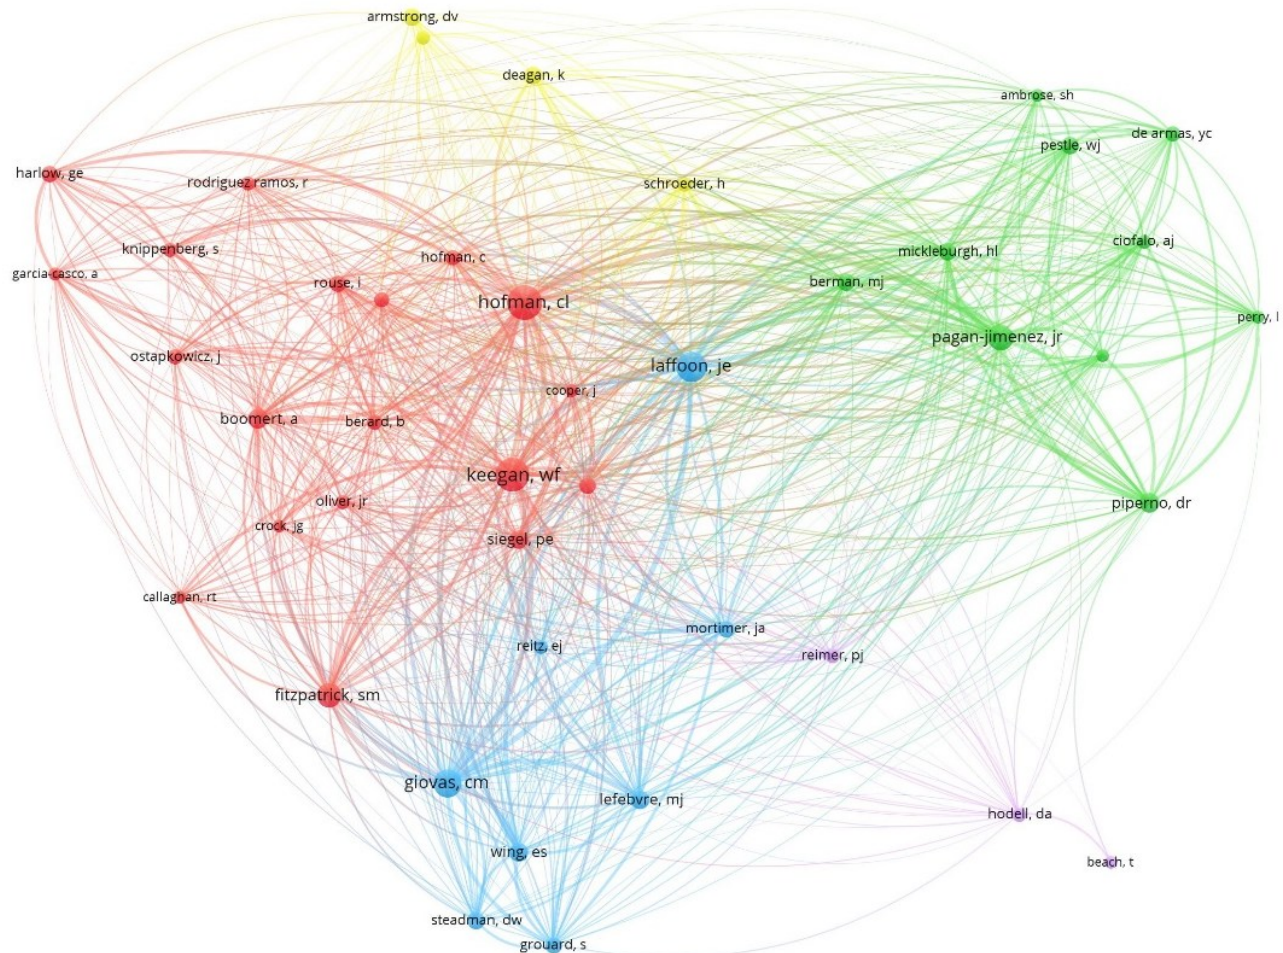 armstrong, dv
deagan, k
ambrose, sh
de armas, yc
pestle, wj
harlow, ge
rodriguez ramos, r
schroeder, h
knippenberg, s
hofman, c
mickleburgh, hl
ciofalo, aj
garcia-casco, a
rouse, i
berman, mj
hofman, cl
perry, l
pagan-jimenez, jr
ostapkowicz, j
laffoon, je
cooper, j
boomert, a
berard, b
keegan, wf
oliver, jr
piperno, dr
crock, jg
siegel, pe
callaghan, rt
mortimer, ja
reitz, ej
reimer, pj
fitzpatrick, sm
giovas, cm
lefebvre, mj
hodell, da
wing, es
beach, t
steadman, dw
grouard, s